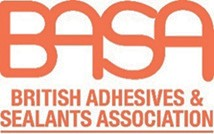 BASA
BRITISH ADHESIVES &
SEALANTS ASSOCIATION